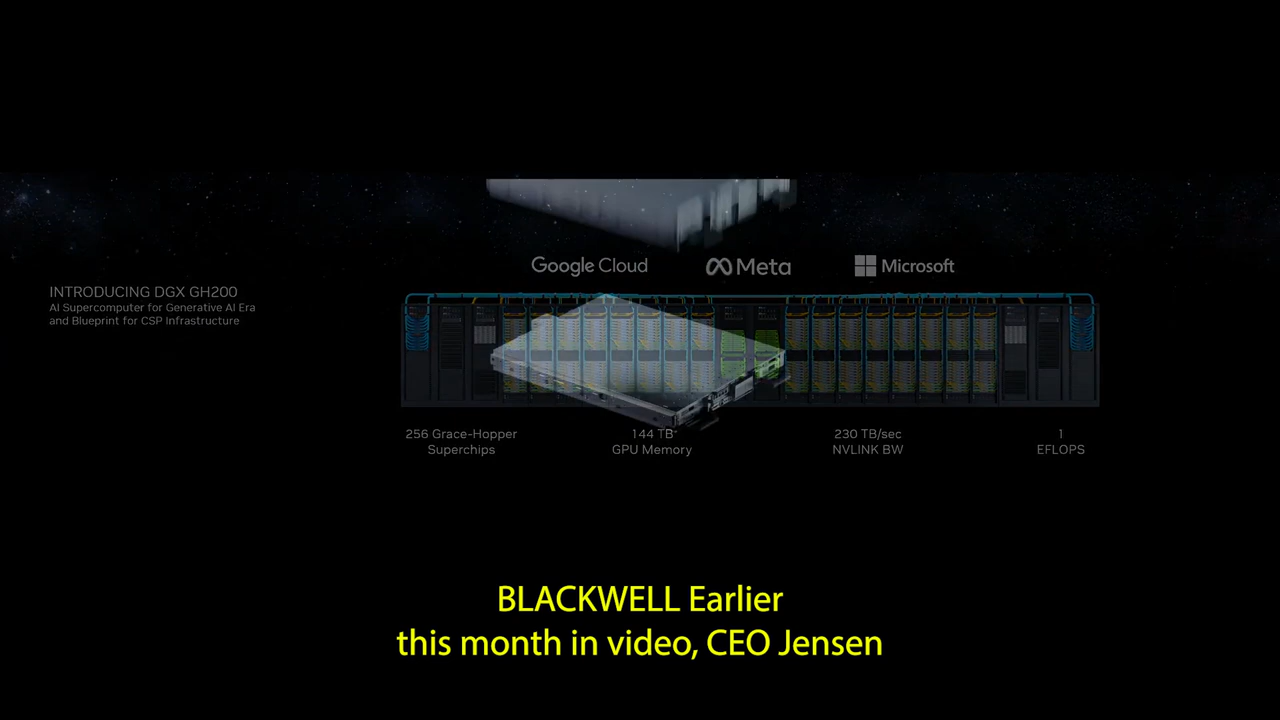 Google Cloud
Meta
Microsoft
INTRODUCING DGX GH200
AI Supercomputer for Generative AI Era
and Blueprint for CSP Infrastructure
256 Grace-Hopper
Superchips
144 TB
GPU Memory
230 TB/sec
NVLINK BW
1
EFLOPS
BLACKWELL Earlier
this month in video, CEO Jensen